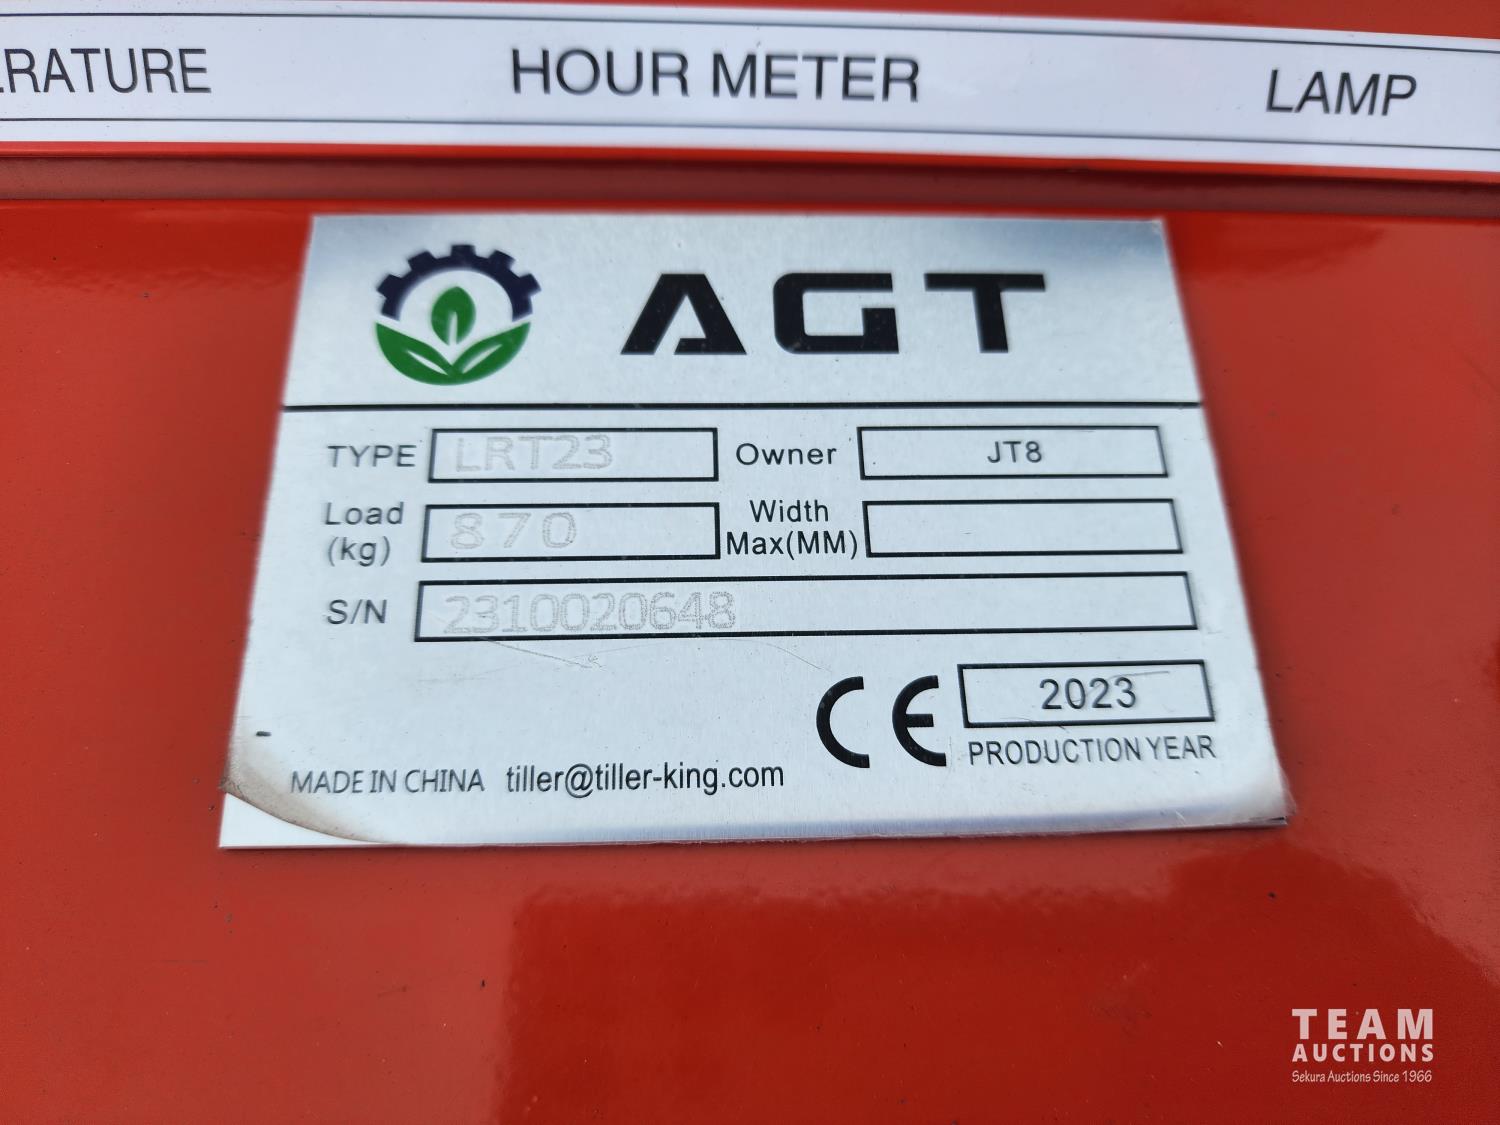 ERATURE HOUR METER LAMP
AGT
TYPE LRT23 Owner JT8
Load (kg) 870 Width Max(MM)
S/N 2310020648
CE 2023
PRODUCTION YEAR
MADE IN CHINA tiller@tiller-king.com
TEAM
AUCTIONS
Sekura Auctions Since 1966